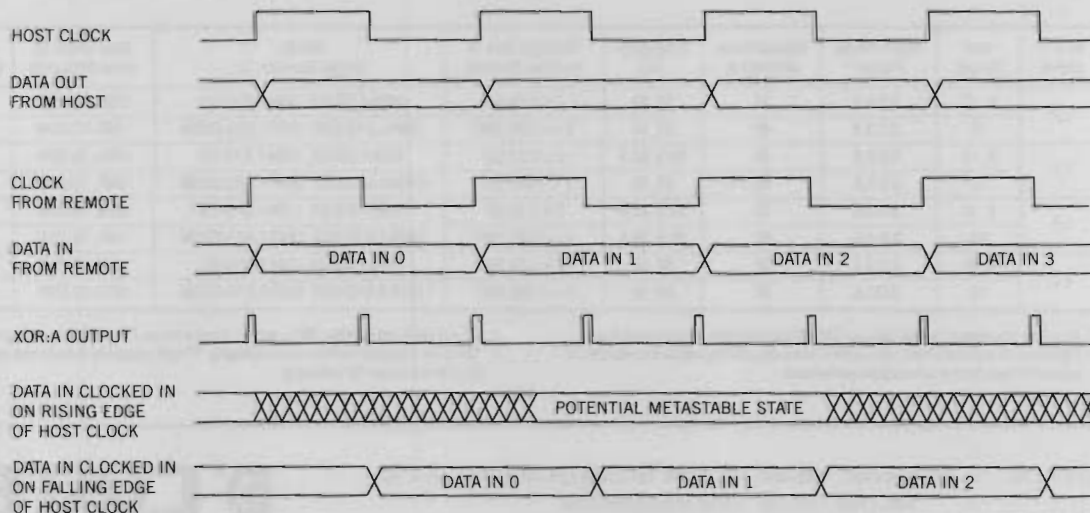 HOST CLOCK
DATA OUT
FROM HOST
CLOCK
FROM REMOTE
DATA IN
FROM REMOTE
DATA IN 0
DATA IN 1
DATA IN 2
DATA IN 3
XOR:A OUTPUT
DATA IN CLOCKED IN
ON RISING EDGE
OF HOST CLOCK
POTENTIAL METASTABLE STATE
DATA IN CLOCKED IN
ON FALLING EDGE
OF HOST CLOCK
DATA IN 0
DATA IN 1
DATA IN 2